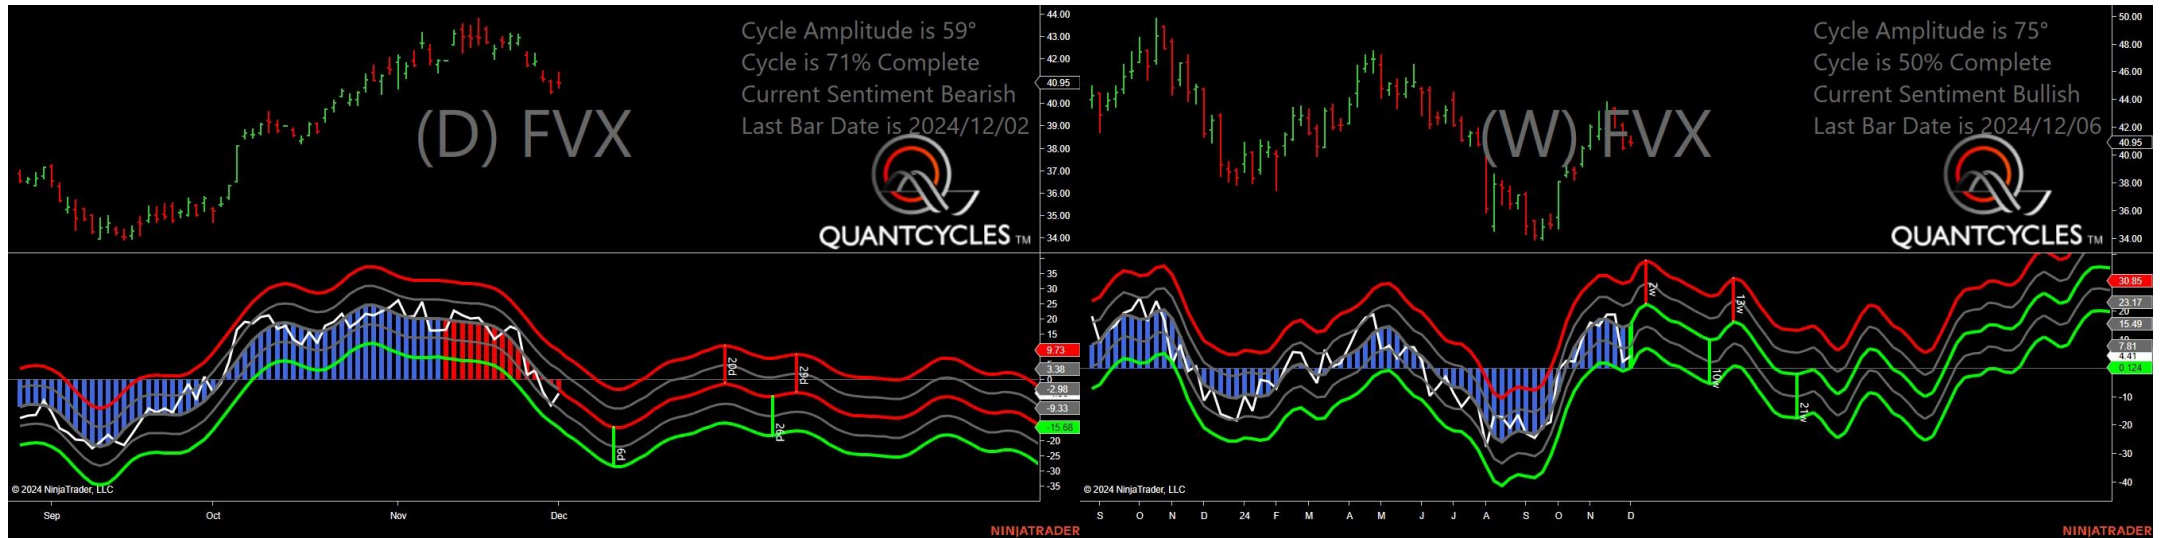 Cycle Amplitude is 59°
Cycle is 71% Complete
Current Sentiment Bearish
Last Bar Date is 2024/12/02
(D) FVX
QUANTCYCLES TM
44.00
43.00
42.00
40.95
40.00
39.00
38.00
37.00
36.00
35.00
34.00
35
30
25
20
15
9.73
3.38
0
-2.98
-9.33
-15.68
-20
-25
-30
-35
6d
20d
26d
29d
© 2024 NinjaTrader, LLC
Sep Oct Nov Dec
NINJATRADER
Cycle Amplitude is 75°
Cycle is 50% Complete
Current Sentiment Bullish
Last Bar Date is 2024/12/06
(W) FVX
QUANTCYCLES TM
50.00
48.00
46.00
44.00
42.00
40.95
40.00
38.00
36.00
34.00
30.85
23.17
20
15.49
7.81
4.41
0.124
-10
-20
-30
-40
2w
10w
13w
21w
© 2024 NinjaTrader, LLC
S O N D 24 F M A M J J A S O N D
NINJATRADER